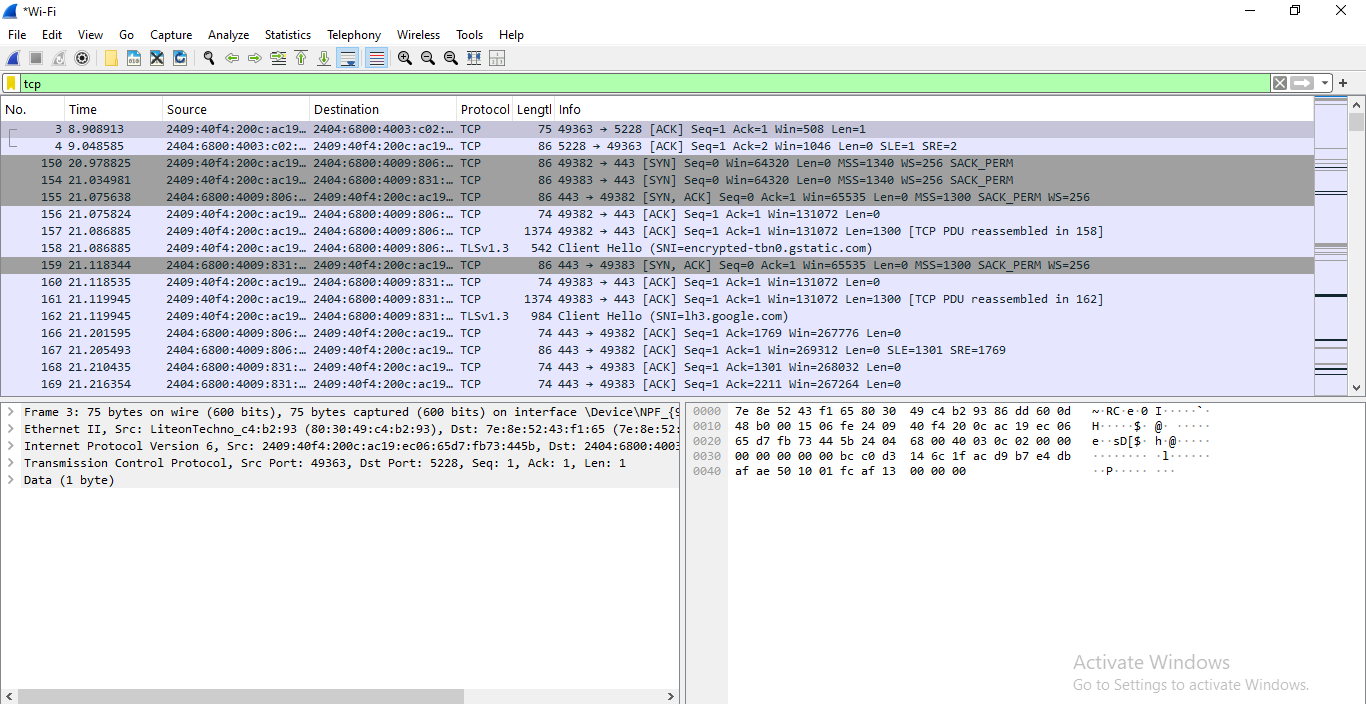 *Wi-Fi
File Edit View Go Capture Analyze Statistics Telephony Wireless Tools Help
tcp
No. Time Source Destination Protocol Lengtl Info
3 8.908913 2409:40f4:200c:ac19… 2404:6800:4003:c02:… TCP 75 49363 → 5228 [ACK] Seq=1 Ack=1 Win=508 Len=1
4 9.048585 2404:6800:4003:c02:… 2409:40f4:200c:ac19… TCP 86 5228 → 49363 [ACK] Seq=1 Ack=2 Win=1046 Len=0 SLE=1 SRE=2
150 20.978825 2409:40f4:200c:ac19… 2404:6800:4009:806:… TCP 86 49382 → 443 [SYN] Seq=0 Win=64320 Len=0 MSS=1340 WS=256 SACK_PERM
154 21.034981 2409:40f4:200c:ac19… 2404:6800:4009:831:… TCP 86 49383 → 443 [SYN] Seq=0 Win=64320 Len=0 MSS=1340 WS=256 SACK_PERM
155 21.075638 2404:6800:4009:806:… 2409:40f4:200c:ac19… TCP 86 443 → 49382 [SYN, ACK] Seq=0 Ack=1 Win=65535 Len=0 MSS=1300 SACK_PERM WS=256
156 21.075824 2409:40f4:200c:ac19… 2404:6800:4009:806:… TCP 74 49382 → 443 [ACK] Seq=1 Ack=1 Win=131072 Len=0
157 21.086885 2409:40f4:200c:ac19… 2404:6800:4009:806:… TCP 1374 49382 → 443 [ACK] Seq=1 Ack=1 Win=131072 Len=1300 [TCP PDU reassembled in 158]
158 21.086885 2409:40f4:200c:ac19… 2404:6800:4009:806:… TLSv1.3 542 Client Hello (SNI=encrypted-tbn0.gstatic.com)
159 21.118344 2404:6800:4009:831:… 2409:40f4:200c:ac19… TCP 86 443 → 49383 [SYN, ACK] Seq=0 Ack=1 Win=65535 Len=0 MSS=1300 SACK_PERM WS=256
160 21.118535 2409:40f4:200c:ac19… 2404:6800:4009:831:… TCP 74 49383 → 443 [ACK] Seq=1 Ack=1 Win=131072 Len=0
161 21.119945 2409:40f4:200c:ac19… 2404:6800:4009:831:… TCP 1374 49383 → 443 [ACK] Seq=1 Ack=1 Win=131072 Len=1300 [TCP PDU reassembled in 162]
162 21.119945 2409:40f4:200c:ac19… 2404:6800:4009:831:… TLSv1.3 984 Client Hello (SNI=lh3.google.com)
166 21.201595 2404:6800:4009:806:… 2409:40f4:200c:ac19… TCP 74 443 → 49382 [ACK] Seq=1 Ack=1769 Win=267776 Len=0
167 21.205493 2404:6800:4009:806:… 2409:40f4:200c:ac19… TCP 86 443 → 49382 [ACK] Seq=1 Ack=1 Win=269312 Len=0 SLE=1301 SRE=1769
168 21.210435 2404:6800:4009:831:… 2409:40f4:200c:ac19… TCP 74 443 → 49383 [ACK] Seq=1 Ack=1301 Win=268032 Len=0
169 21.216354 2404:6800:4009:831:… 2409:40f4:200c:ac19… TCP 74 443 → 49383 [ACK] Seq=1 Ack=2211 Win=267264 Len=0
Frame 3: 75 bytes on wire (600 bits), 75 bytes captured (600 bits) on interface \Device\NPF_{9
Ethernet II, Src: LiteonTechno_c4:b2:93 (80:30:49:c4:b2:93), Dst: 7e:8e:52:43:f1:65 (7e:8e:52:
Internet Protocol Version 6, Src: 2409:40f4:200c:ac19:ec06:65d7:fb73:445b, Dst: 2404:6800:4003
Transmission Control Protocol, Src Port: 49363, Dst Port: 5228, Seq: 1, Ack: 1, Len: 1
Data (1 byte)
0000 7e 8e 52 43 f1 65 80 30 49 c4 b2 93 86 dd 60 0d ~·RC·e·0 I·····`·
0010 48 b0 00 15 06 fe 24 09 40 f4 20 0c ac 19 ec 06 H·····$· @· ·····
0020 65 d7 fb 73 44 5b 24 04 68 00 40 03 0c 02 00 00 e··sD[$· h·@·····
0030 00 00 00 00 00 bc c0 d3 14 6c 1f ac d9 b7 e4 db ········ ·l······
0040 af ae 50 10 01 fc af 13 00 00 00 ··P····· ···
Activate Windows
Go to Settings to activate Windows.